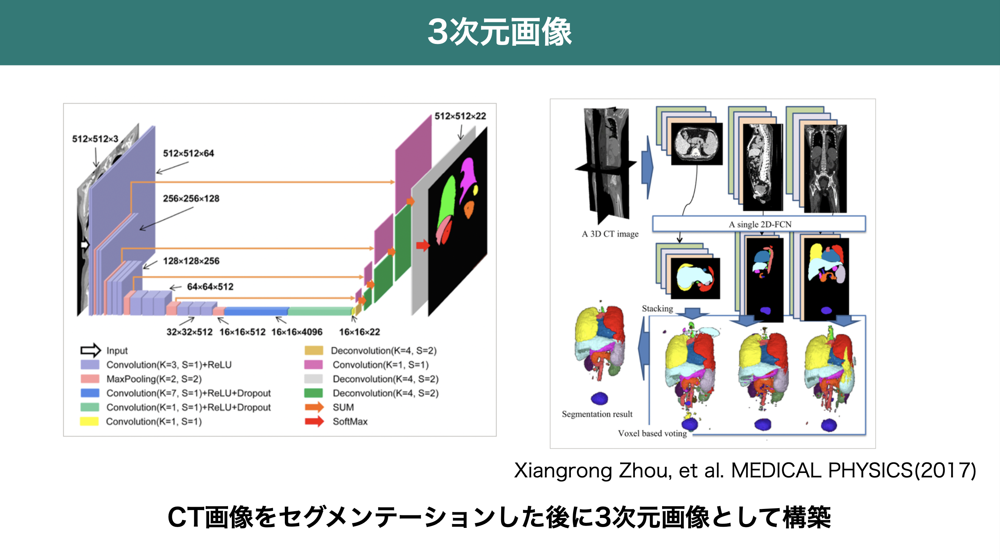 3次元画像
512×512×3
512×512×64
256×256×128
128×128×256
64×64×512
32×32×512
16×16×512
16×16×4096
16×16×22
512×512×22
Input
Convolution(K=3, S=1)+ReLU
MaxPooling(K=2, S=2)
Convolution(K=7, S=1)+ReLU+Dropout
Convolution(K=1, S=1)+ReLU+Dropout
Convolution(K=1, S=1)
Deconvolution(K=4, S=2)
Convolution(K=1, S=1)
Deconvolution(K=4, S=2)
Deconvolution(K=4, S=2)
SUM
SoftMax
A 3D CT image
A single 2D-FCN
Stacking
Segmentation result
Voxel based voting
Xiangrong Zhou, et al. MEDICAL PHYSICS(2017)
CT画像をセグメンテーションした後に3次元画像として構築